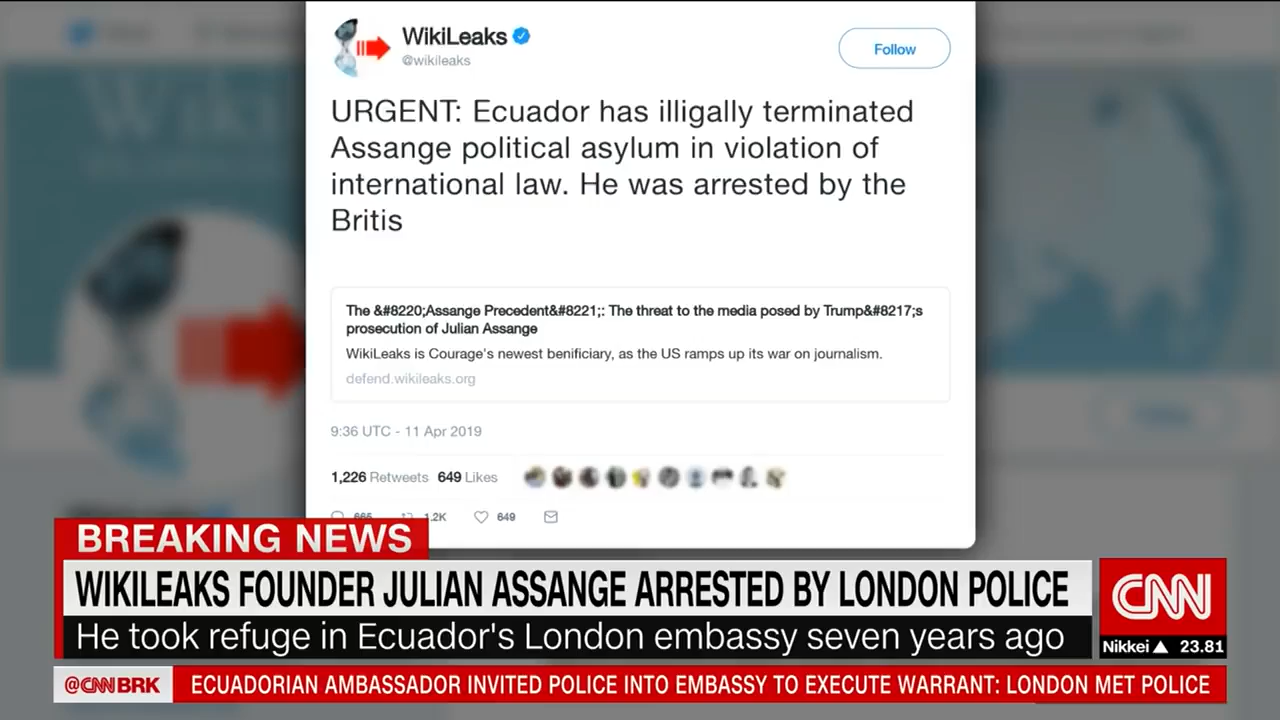 WikiLeaks
@wikileaks
Follow
URGENT: Ecuador has illigally terminated
Assange political asylum in violation of
international law. He was arrested by the
Britis
The &#8220;Assange Precedent&#8221;: The threat to the media posed by Trump&#8217;s
prosecution of Julian Assange
WikiLeaks is Courage's newest benificiary, as the US ramps up its war on journalism.
defend.wikileaks.org
9:36 UTC - 11 Apr 2019
1,226 Retweets 649 Likes
665 1.2K 649
BREAKING NEWS
WIKILEAKS FOUNDER JULIAN ASSANGE ARRESTED BY LONDON POLICE
He took refuge in Ecuador's London embassy seven years ago
CNN
Nikkei ▲ 23.81
@CNNBRK
ECUADORIAN AMBASSADOR INVITED POLICE INTO EMBASSY TO EXECUTE WARRANT: LONDON MET POLICE